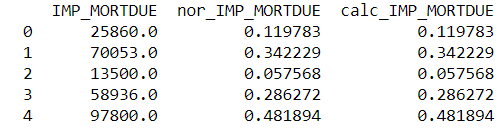 IMP_MORTDUE nor_IMP_MORTDUE calc_IMP_MORTDUE
0 25860.0 0.119783 0.119783
1 70053.0 0.342229 0.342229
2 13500.0 0.057568 0.057568
3 58936.0 0.286272 0.286272
4 97800.0 0.481894 0.481894